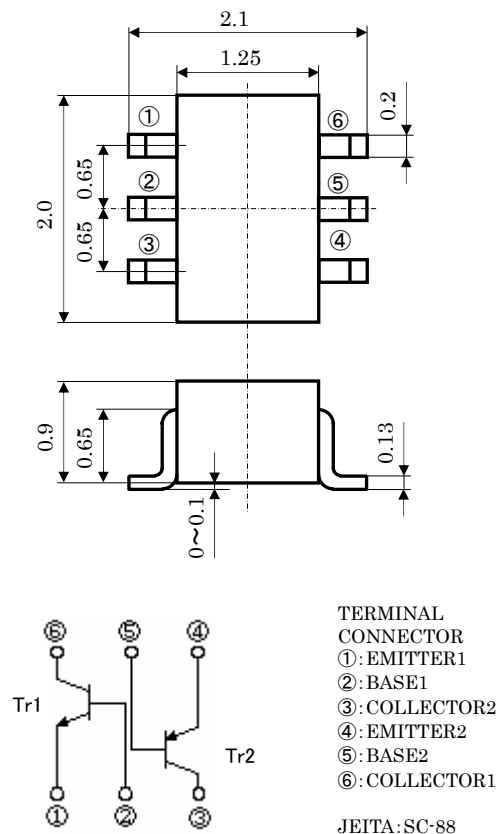 2.1
1.25
①
⑥
0.2
0.65
②
⑤
2.0
0.65
③
④
0.9
0.65
0.13
0~0.1
⑥ ⑤ ④
Tr1
Tr2
① ② ③
TERMINAL
CONNECTOR
①:EMITTER1
②:BASE1
③:COLLECTOR2
④:EMITTER2
⑤:BASE2
⑥:COLLECTOR1
JEITA:SC-88